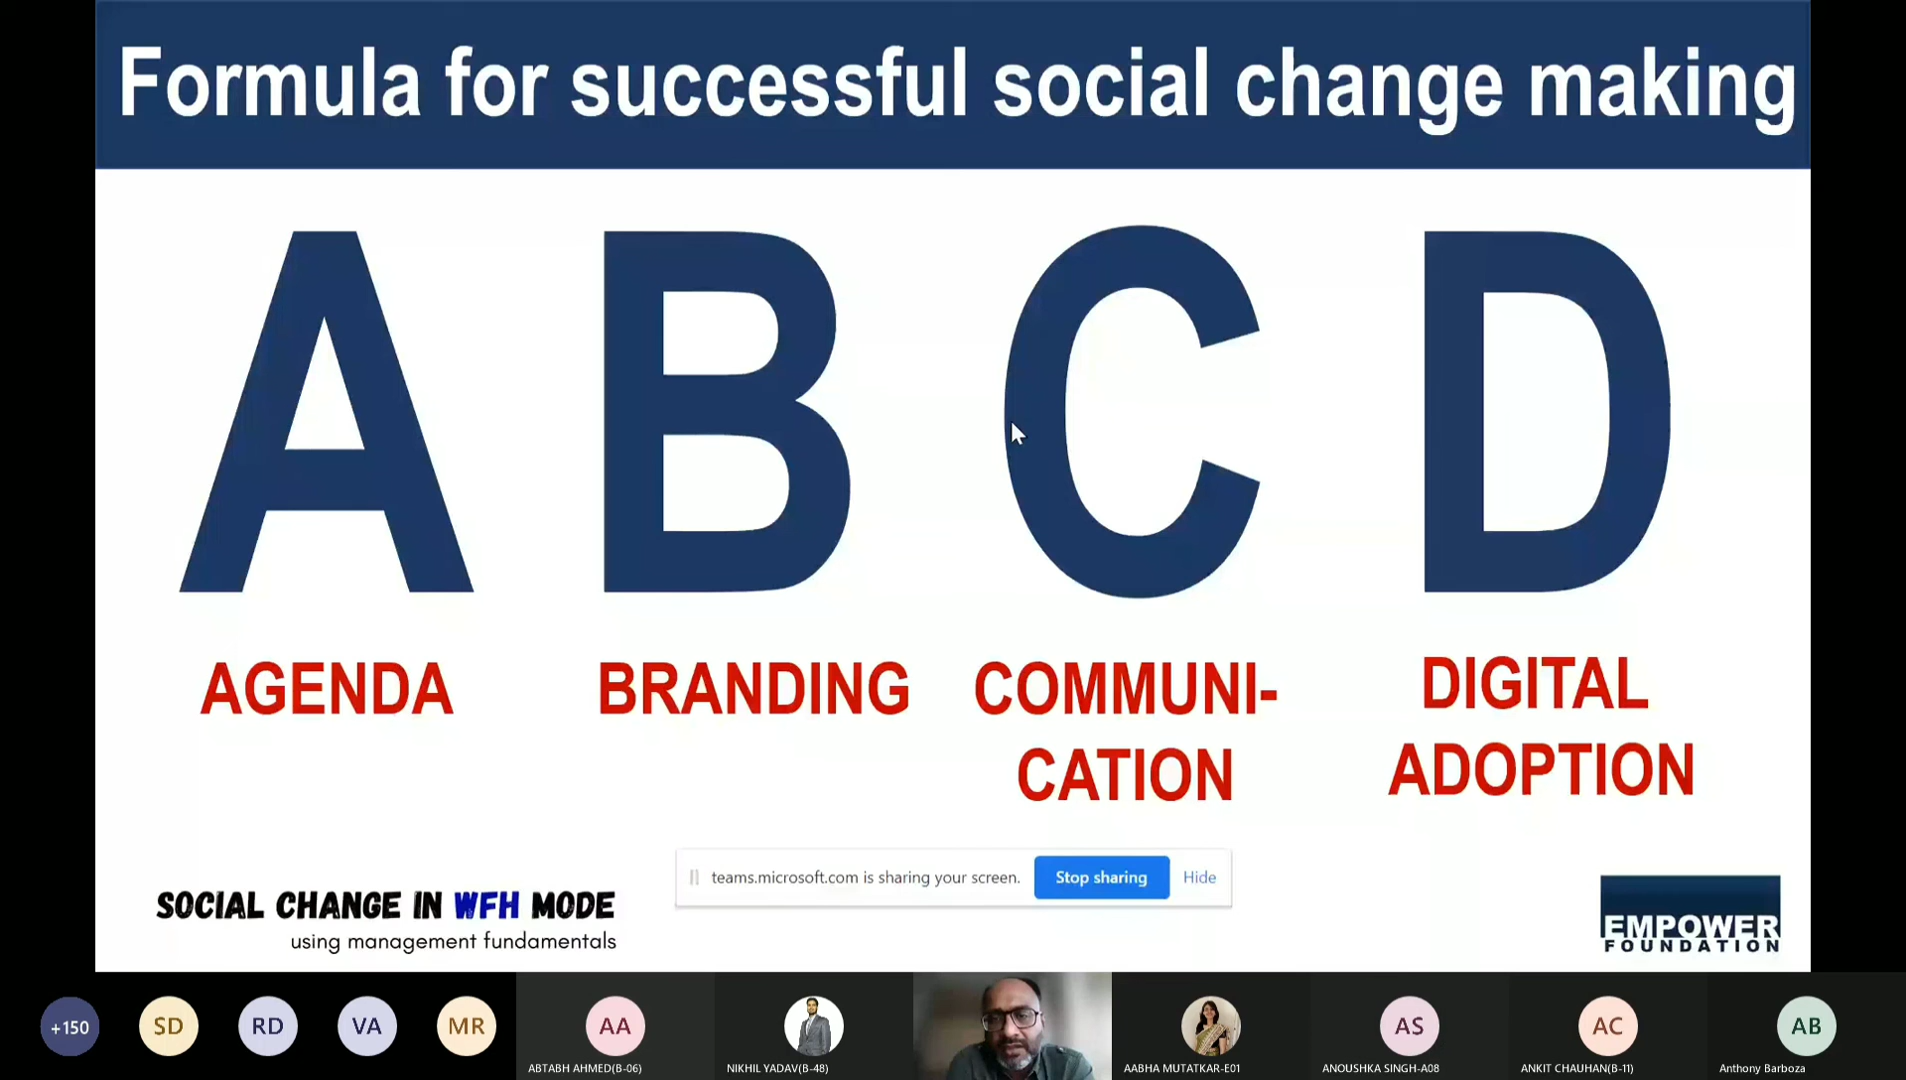 Formula for successful social change making
A B C D
AGENDA
BRANDING
COMMUNI-
CATION
DIGITAL
ADOPTION
SOCIAL CHANGE IN WFH MODE
using management fundamentals
teams.microsoft.com is sharing your screen. Stop sharing Hide
EMPOWER
FOUNDATION
+150 SD RD VA MR AA AS AC AB
ABTABH AHMED(B-06) NIKHIL YADAV(B-48) AABHA MUTATKAR-E01 ANOUSHKA SINGH-A08 ANKIT CHAUHAN(B-11) Anthony Barboza